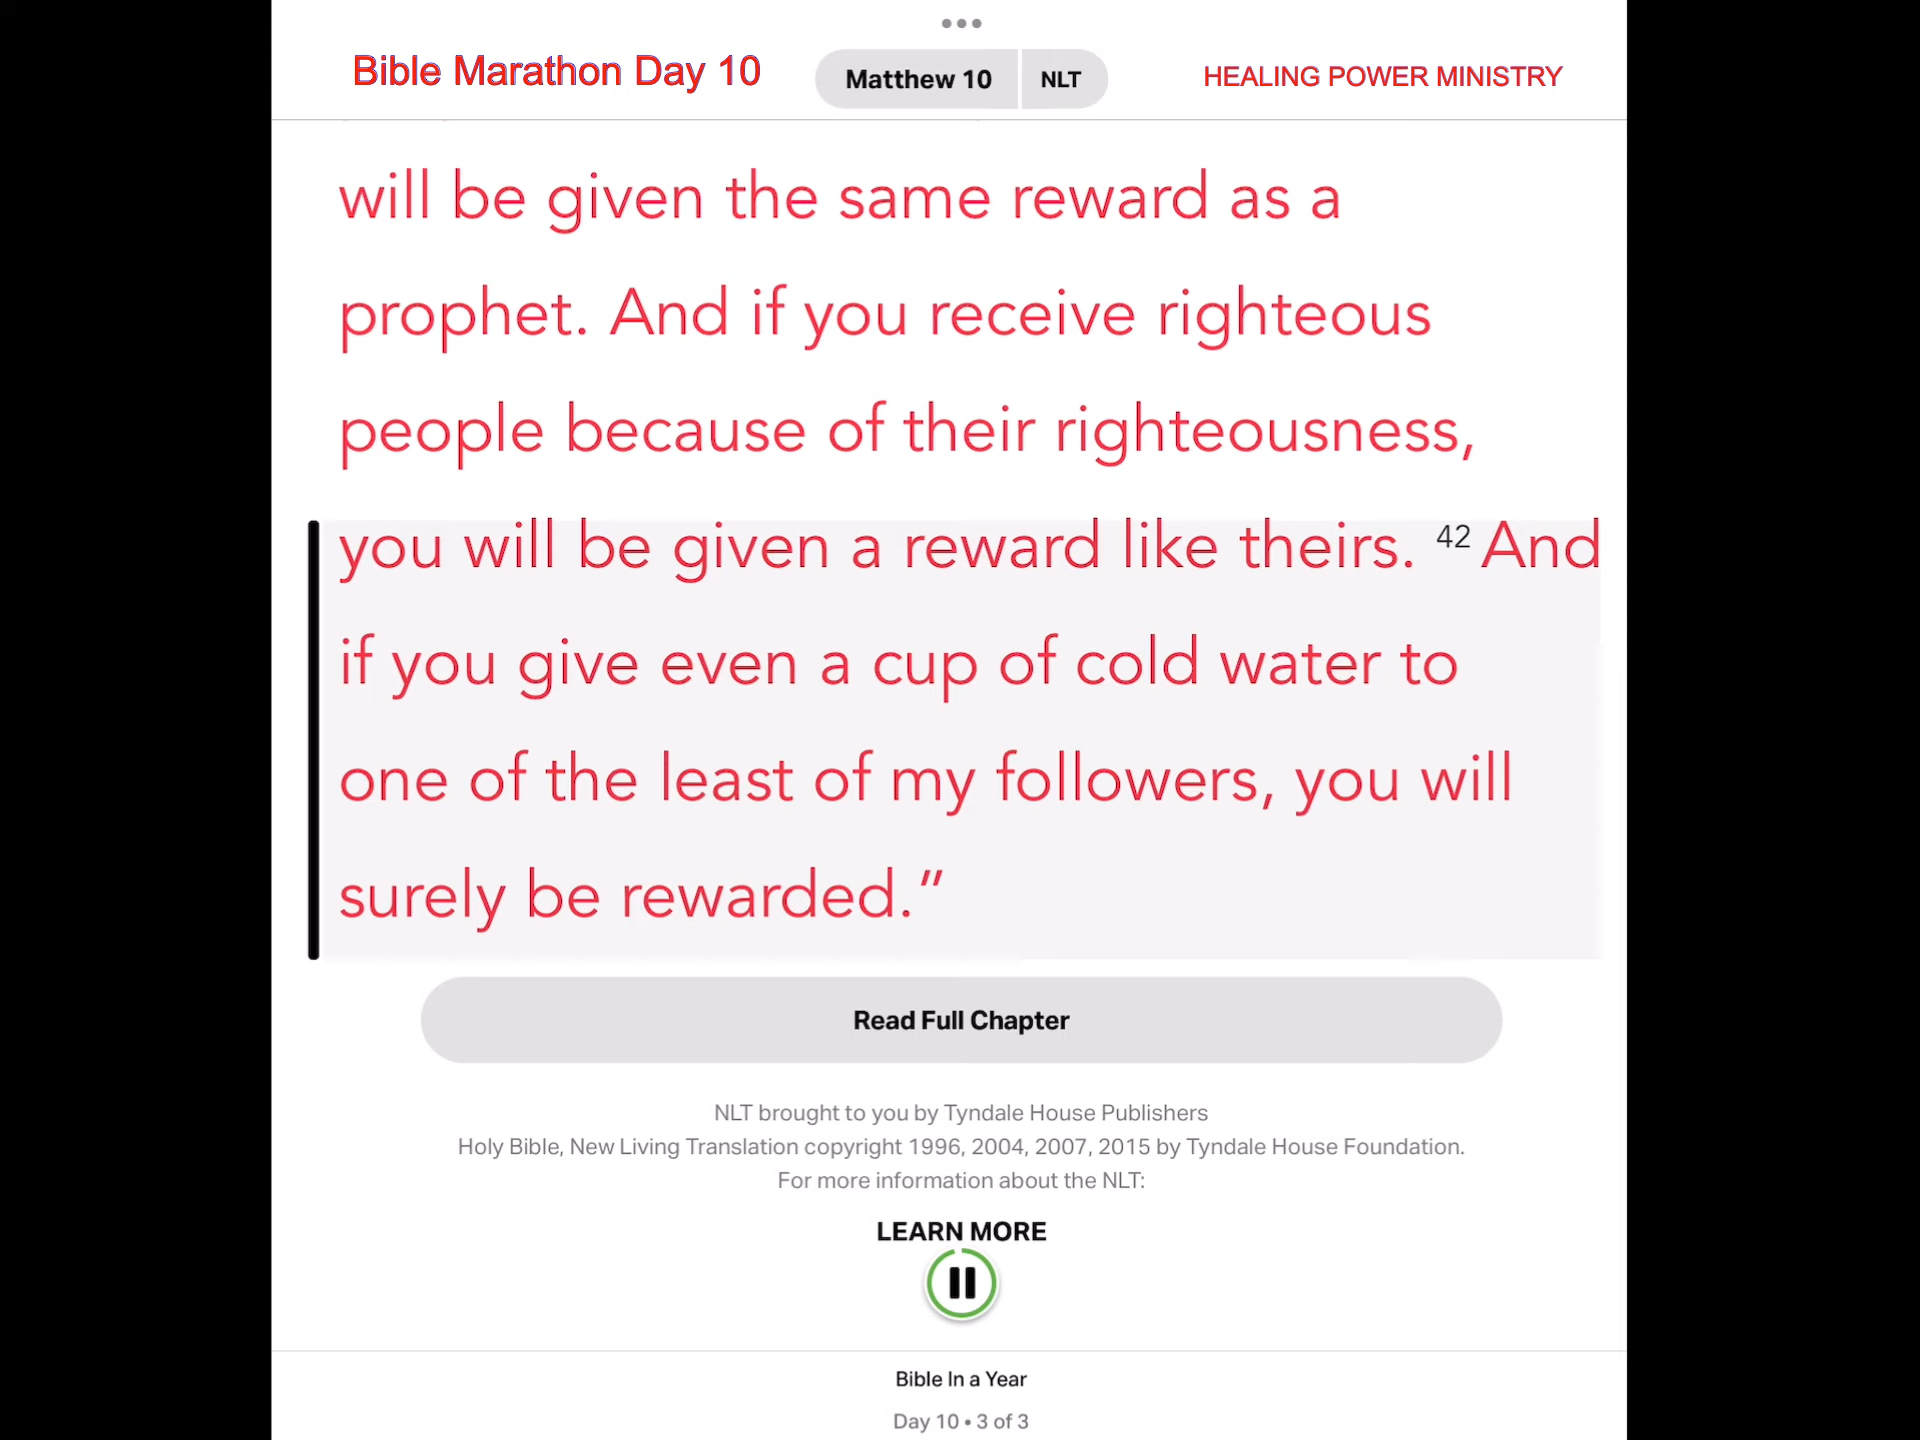 Bible Marathon Day 10
Matthew 10 NLT
HEALING POWER MINISTRY
will be given the same reward as a
prophet. And if you receive righteous
people because of their righteousness,
you will be given a reward like theirs. 42 And
if you give even a cup of cold water to
one of the least of my followers, you will
surely be rewarded.”
Read Full Chapter
NLT brought to you by Tyndale House Publishers
Holy Bible, New Living Translation copyright 1996, 2004, 2007, 2015 by Tyndale House Foundation.
For more information about the NLT:
LEARN MORE
Bible In a Year
Day 10 • 3 of 3